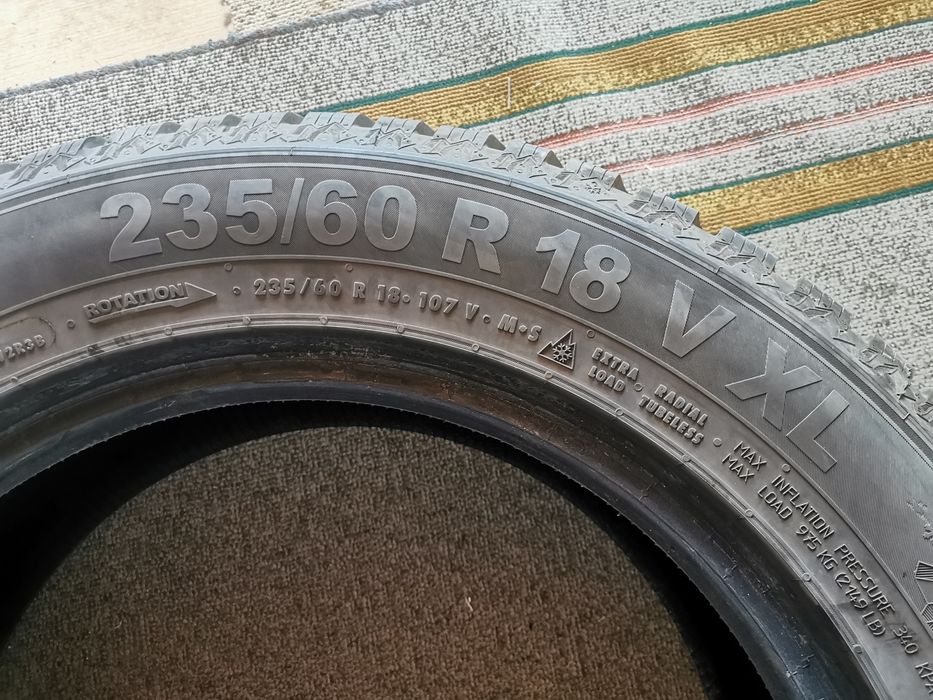 235/60 R 18 V XL
ROTATION
235/60 R 18 • 107 V • M•S
EXTRA LOAD
RADIAL TUBELESS
MAX INFLATION PRESSURE 340
MAX LOAD 975 KG (2149 LB)